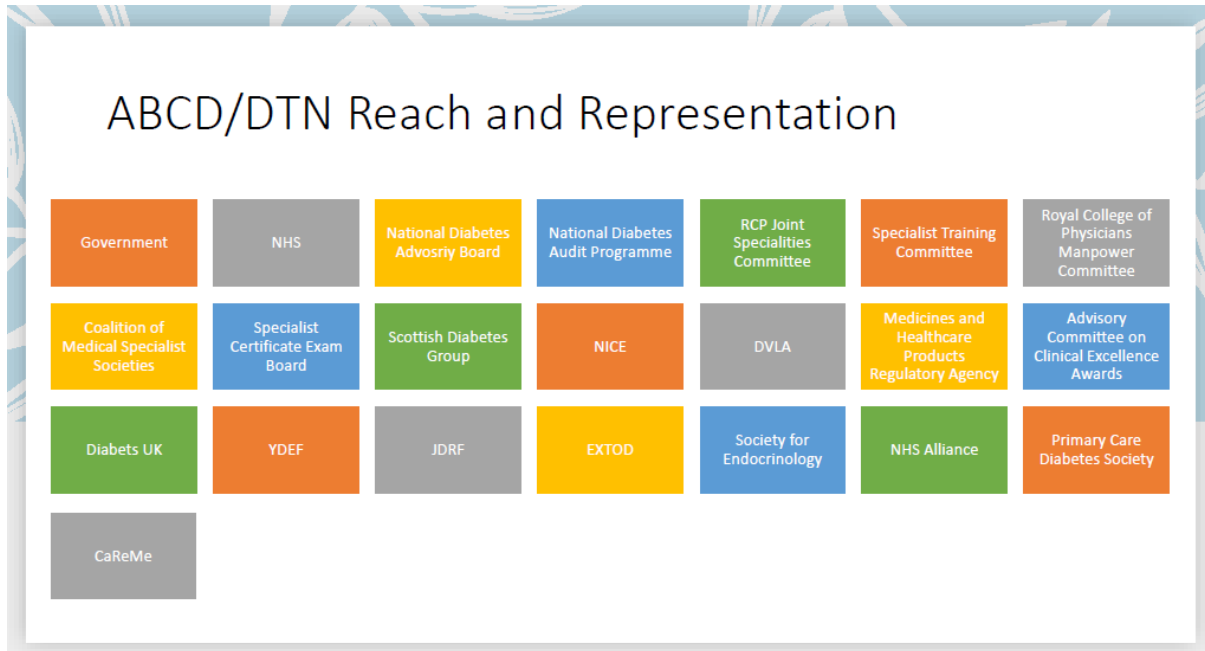 ABCD/DTN Reach and Representation
Government
NHS
National Diabetes
Advosriy Board
National Diabetes
Audit Programme
RCP Joint
Specialities
Committee
Specialist Training
Committee
Royal College of
Physicians
Manpower
Committee
Coalition of
Medical Specialist
Societies
Specialist
Certificate Exam
Board
Scottish Diabetes
Group
NICE
DVLA
Medicines and
Healthcare
Products
Regulatory Agency
Advisory
Committee on
Clinical Excellence
Awards
Diabets UK
YDEF
JDRF
EXTOD
Society for
Endocrinology
NHS Alliance
Primary Care
Diabetes Society
CaReMe